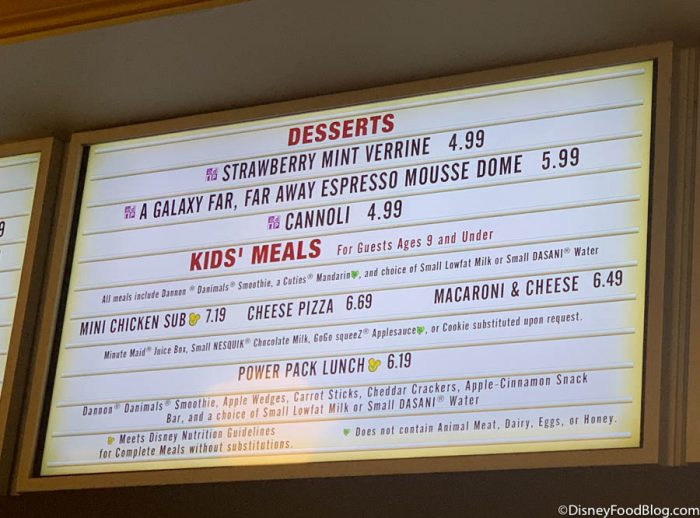 DESSERTS
STRAWBERRY MINT VERRINE 4.99
A GALAXY FAR, FAR AWAY ESPRESSO MOUSSE DOME 5.99
CANNOLI 4.99
KIDS' MEALS For Guests Ages 9 and Under
All meals include Dannon ® Danimals® Smoothie, a Cuties® Mandarin, and choice of Small Lowfat Milk or Small DASANI® Water
MINI CHICKEN SUB 7.19 CHEESE PIZZA 6.69 MACARONI & CHEESE 6.49
Minute Maid® Juice Box, Small NESQUIK® Chocolate Milk, GoGo squeeZ® Applesauce, or Cookie substituted upon request.
POWER PACK LUNCH 6.19
Dannon® Danimals® Smoothie, Apple Wedges, Carrot Sticks, Cheddar Crackers, Apple-Cinnamon Snack
Bar, and a choice of Small Lowfat Milk or Small DASANI® Water
Meets Disney Nutrition Guidelines
for Complete Meals without substitutions.
Does not contain Animal Meat, Dairy, Eggs, or Honey.
9
©DisneyFoodBlog.com